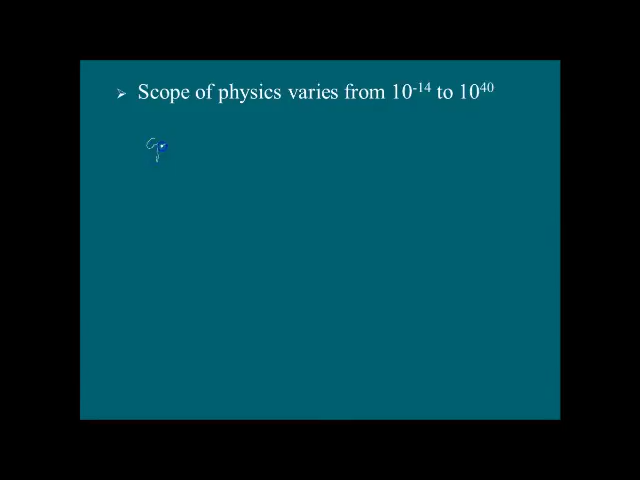 Scope of physics varies from 10⁻¹⁴ to 10⁴⁰